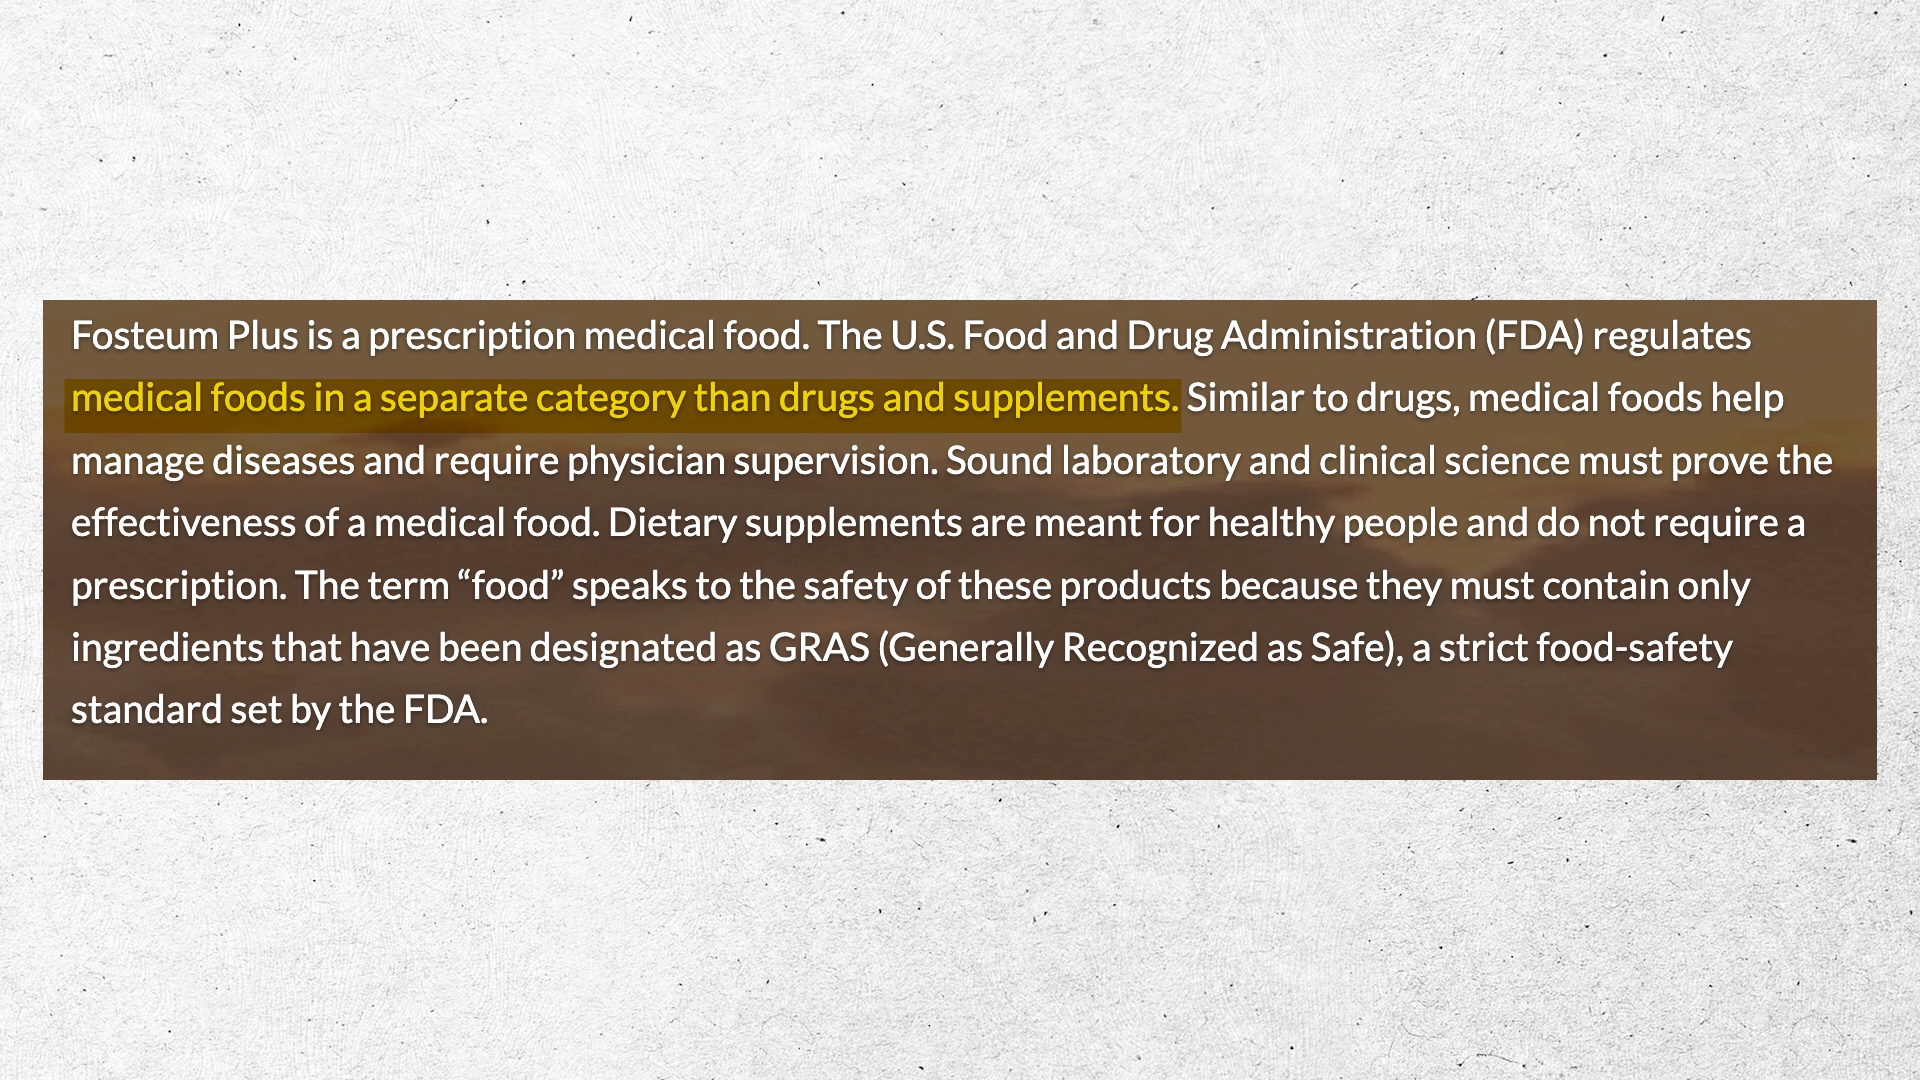 Fosteum Plus is a prescription medical food. The U.S. Food and Drug Administration (FDA) regulates
medical foods in a separate category than drugs and supplements. Similar to drugs, medical foods help
manage diseases and require physician supervision. Sound laboratory and clinical science must prove the
effectiveness of a medical food. Dietary supplements are meant for healthy people and do not require a
prescription. The term “food” speaks to the safety of these products because they must contain only
ingredients that have been designated as GRAS (Generally Recognized as Safe), a strict food-safety
standard set by the FDA.